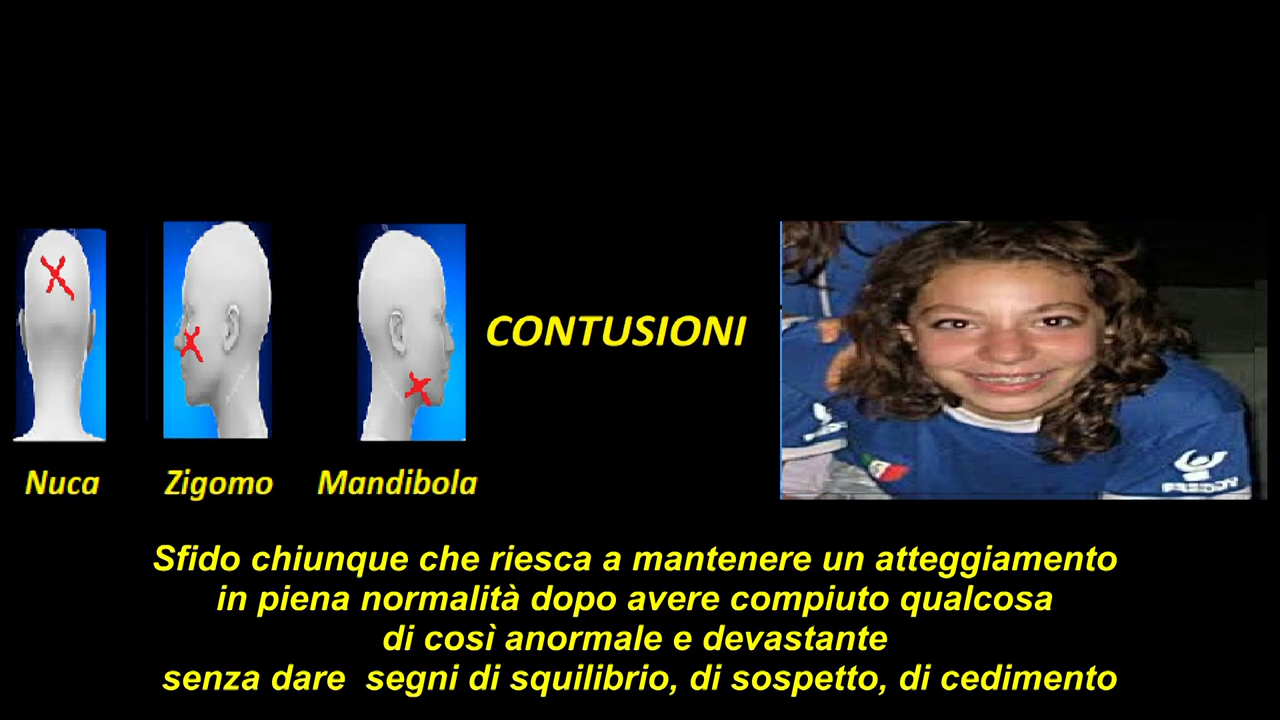 CONTUSIONI
Nuca
Zigomo
Mandibola
FREDDY
Sfido chiunque che riesca a mantenere un atteggiamento
in piena normalità dopo avere compiuto qualcosa
di così anormale e devastante
senza dare segni di squilibrio, di sospetto, di cedimento